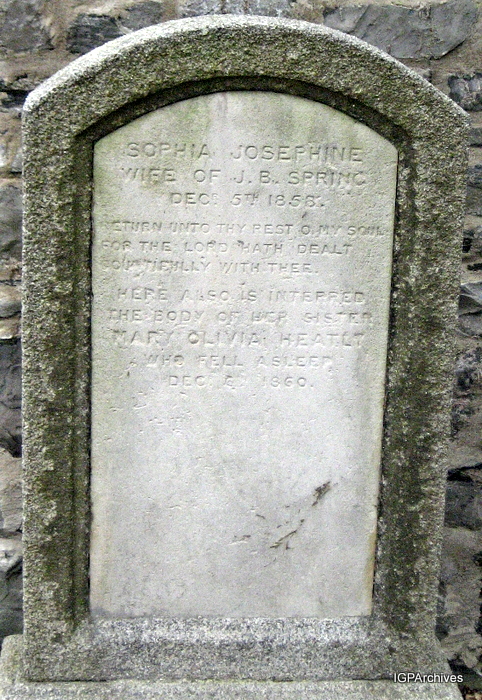 SOPHIA JOSEPHINE
WIFE OF J. B. SPRING
DECR 5TH 1858.
RETURN UNTO THY REST O MY SOUL
FOR THE LORD HATH DEALT
BOUNTIFULLY WITH THEE.
HERE ALSO IS INTERRED
THE BODY OF HER SISTER
MARY OLIVIA
WHO FELL ASLEEP
DEC 1860.
IGPArchives